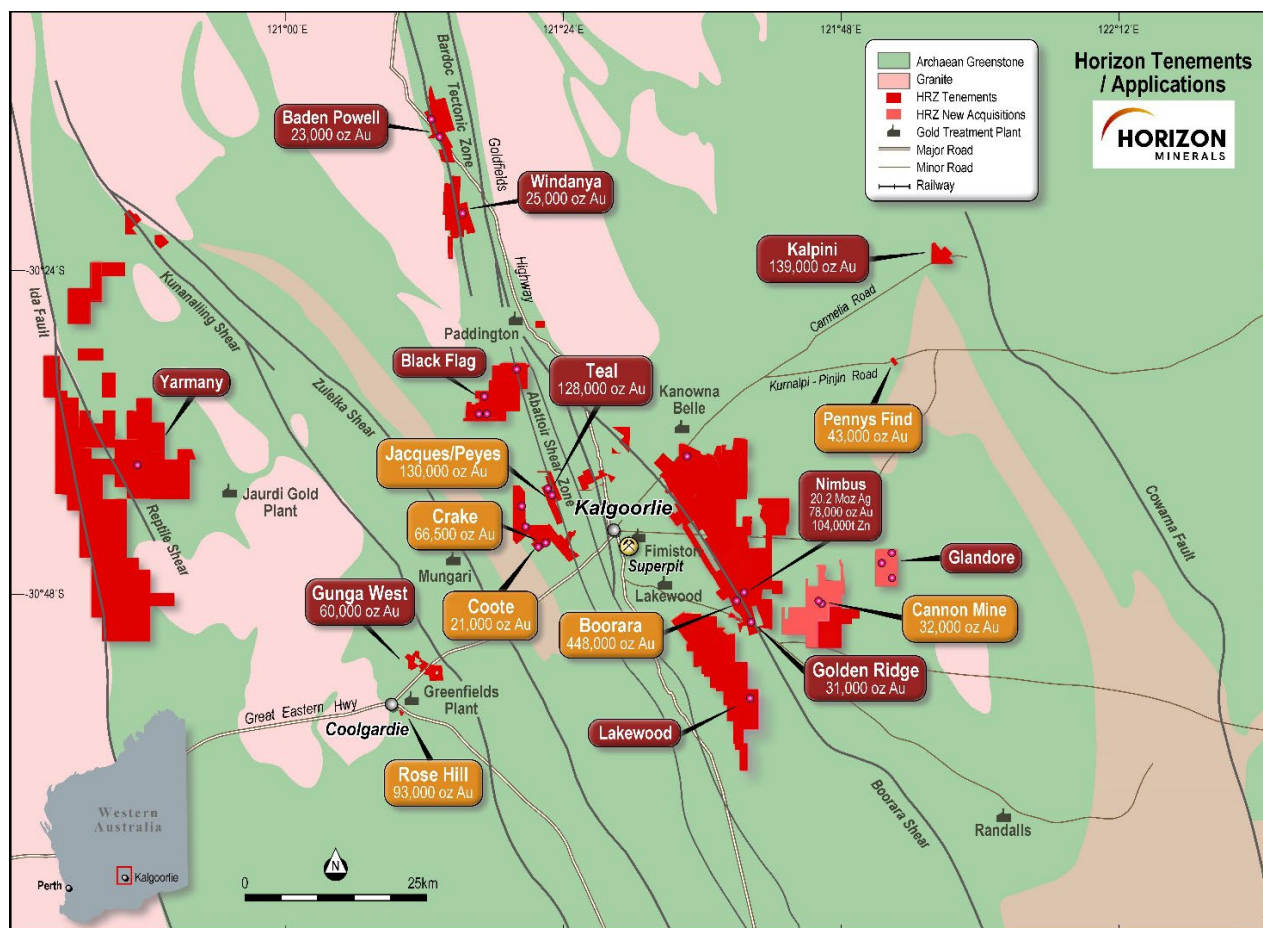 121°00´E
121°24´E
121°48´E
122°12´E
Archaean Greenstone
Granite
HRZ Tenements
HRZ New Acquisitions
Gold Treatment Plant
Major Road
Minor Road
Railway
Horizon Tenements
/ Applications
HORIZON
MINERALS
Bardoc Tectonic Zone
Baden Powell
23,000 oz Au
Goldfields
Highway
Windanya
25,000 oz Au
Kalpini
139,000 oz Au
-30°24´S
Ida Fault
Kunanalling Shear
Carmelia Road
Paddington
Black Flag
Teal
128,000 oz Au
Kurnalpi - Pinjin Road
Yarmany
Zuleika Shear
Abattoir Shear Zone
Kanowna
Belle
Pennys Find
43,000 oz Au
Jacques/Peyes
130,000 oz Au
Nimbus
20.2 Moz Ag
78,000 oz Au
104,000t Zn
Jaurdi Gold
Plant
Reptile Shear
Crake
66,500 oz Au
Kalgoorlie
Cowarna Fault
Fimiston
Superpit
Glandore
Mungari
Lakewood
-30°48´S
Gunga West
60,000 oz Au
Coote
21,000 oz Au
Boorara
448,000 oz Au
Cannon Mine
32,000 oz Au
Golden Ridge
31,000 oz Au
Greenfields
Plant
Great Eastern Hwy
Coolgardie
Lakewood
Rose Hill
93,000 oz Au
Boorara Shear
Randalls
Western
Australia
Perth
Kalgoorlie
N
0
25km